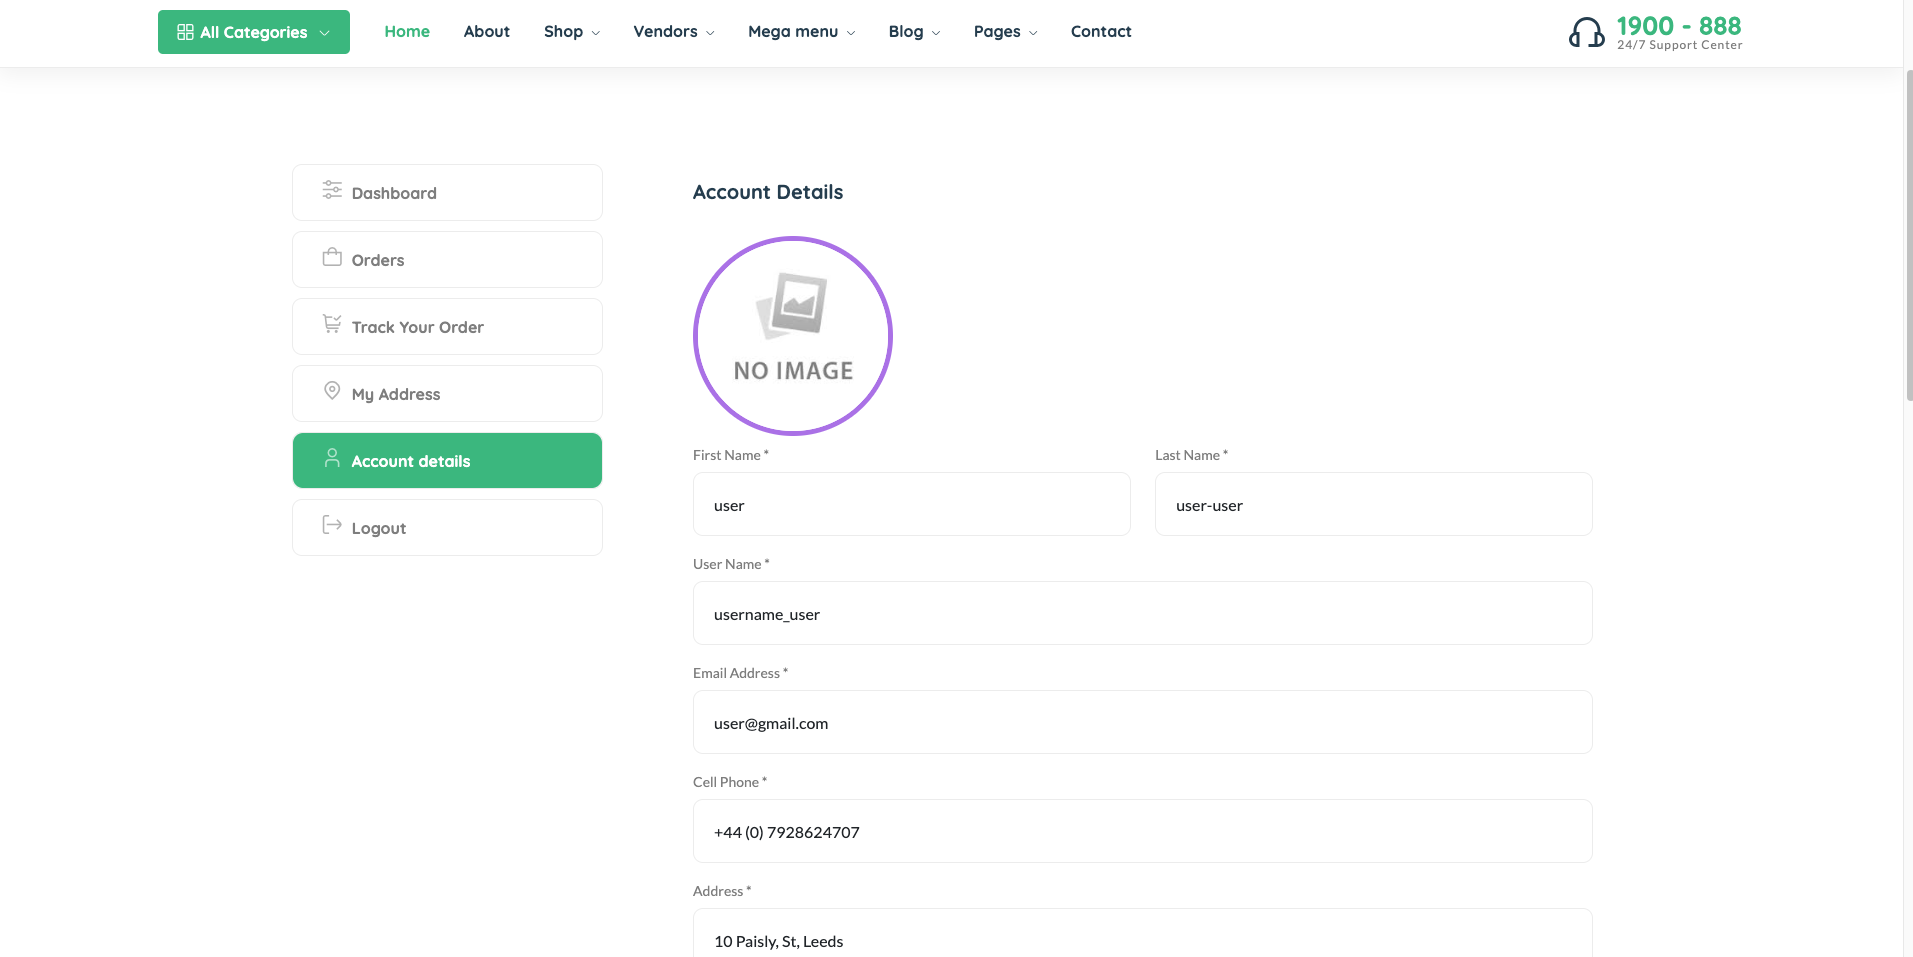 All Categories Home About Shop Vendors Mega menu Blog Pages Contact 1900 - 888
24/7 Support Center
Dashboard
Orders
Track Your Order
My Address
Account details
Logout
Account Details
NO IMAGE
First Name * Last Name *
user user-user
User Name *
username_user
Email Address *
user@gmail.com
Cell Phone *
+44 (0) 7928624707
Address *
10 Paisly, St, Leeds